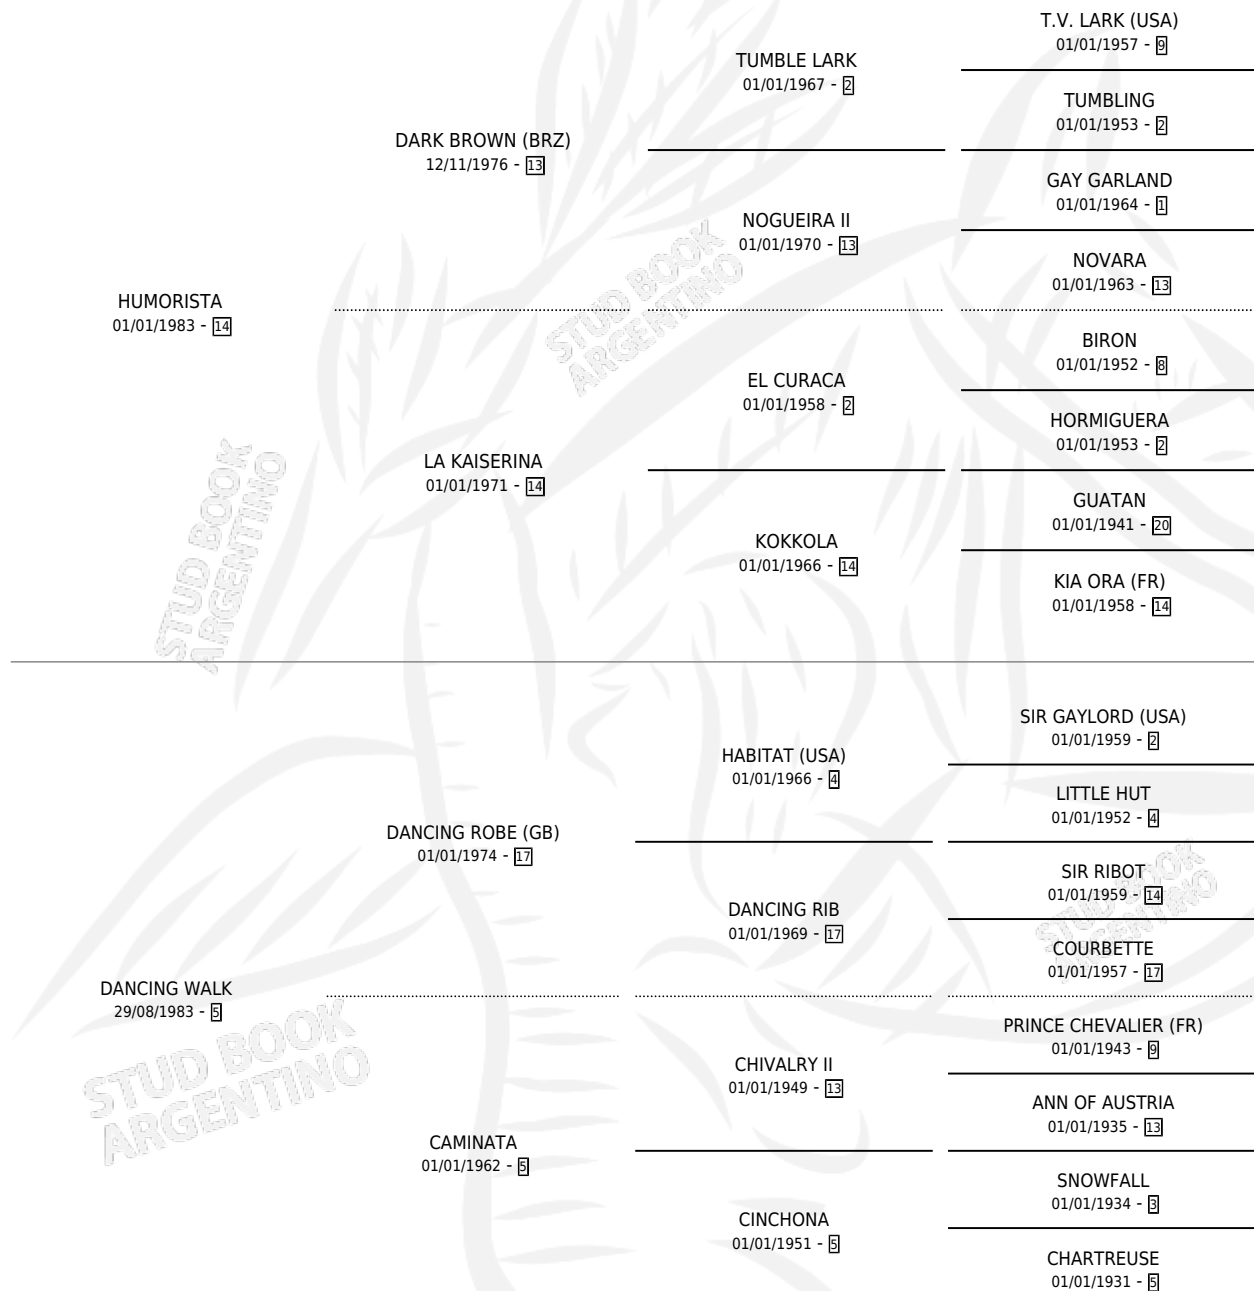 T.V. LARK (USA)
01/01/1957 - 9
TUMBLE LARK
01/01/1967 - 2
TUMBLING
01/01/1953 - 2
DARK BROWN (BRZ)
12/11/1976 - 13
GAY GARLAND
01/01/1964 - 1
NOGUEIRA II
01/01/1970 - 13
NOVARA
01/01/1963 - 13
HUMORISTA
01/01/1983 - 14
BIRON
01/01/1952 - 8
EL CURACA
01/01/1958 - 2
HORMIGUERA
01/01/1953 - 2
LA KAISERINA
01/01/1971 - 14
GUATAN
01/01/1941 - 20
KOKKOLA
01/01/1966 - 14
KIA ORA (FR)
01/01/1958 - 14
SIR GAYLORD (USA)
01/01/1959 - 2
HABITAT (USA)
01/01/1966 - 4
LITTLE HUT
01/01/1952 - 4
DANCING ROBE (GB)
01/01/1974 - 17
SIR RIBOT
01/01/1959 - 14
DANCING RIB
01/01/1969 - 17
COURBETTE
01/01/1957 - 17
DANCING WALK
29/08/1983 - 5
PRINCE CHEVALIER (FR)
01/01/1943 - 9
CHIVALRY II
01/01/1949 - 13
ANN OF AUSTRIA
01/01/1935 - 13
CAMINATA
01/01/1962 - 5
SNOWFALL
01/01/1934 - 3
CINCHONA
01/01/1951 - 5
CHARTREUSE
01/01/1931 - 5
STUD BOOK
ARGENTINO
STUD BOOK
ARGENTINO
STUD BOOK
ARGENTINO
STUD BOOK
ARGENTINO